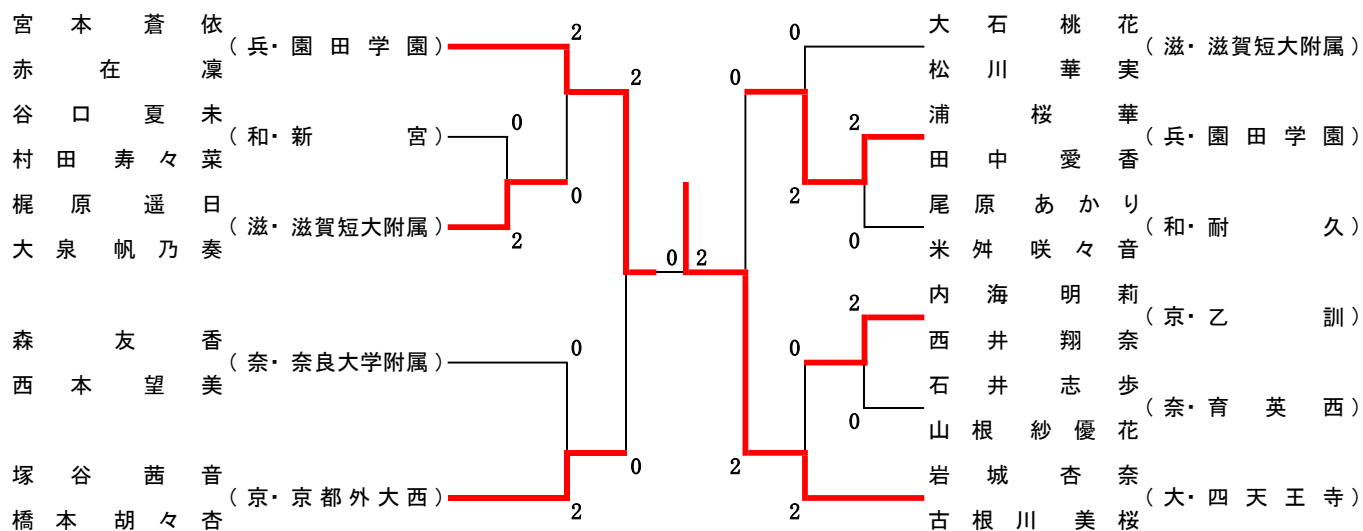 宮本蒼依
(兵・園田学園)
赤在凜
谷口夏未
(和・新宮)
村田寿々菜
梶原遥日
(滋・滋賀短大附属)
大泉帆乃奏
森友香
(奈・奈良大学附属)
西本望美
塚谷茜音
(京・京都外大西)
橋本胡々杏
2
0
2
2
0
0
2
0
0 2
大石桃花
(滋・滋賀短大附属)
松川華実
浦桜華
(兵・園田学園)
田中愛香
尾原あかり
(和・耐久)
米舛咲々音
内海明莉
(京・乙訓)
西井翔奈
石井志歩
(奈・育英西)
山根紗優花
岩城杏奈
(大・四天王寺)
古根川美桜
0
0
2
2
0
2
0
0
2
2